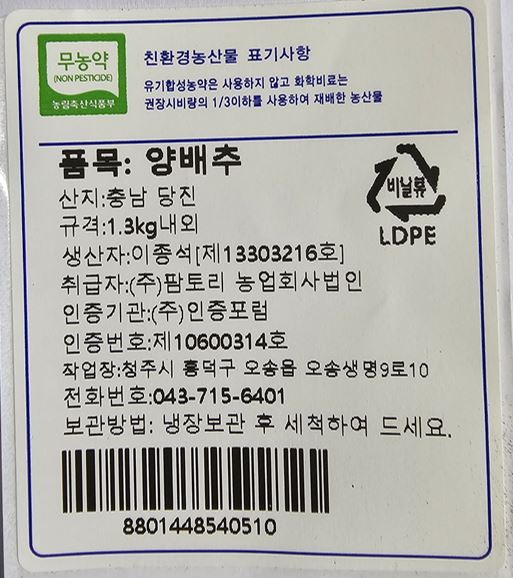 무농약
(NON PESTICIDE)
농림축산식품부
친환경농산물 표기사항
유기합성농약은 사용하지 않고 화학비료는
권장시비량의 1/3이하를 사용하여 재배한 농산물
품목: 양배추
산지:충남 당진
규격:1.3kg내외
생산자:이종석[제13303216호]
취급자:(주)팜토리 농업회사법인
인증기관:(주)인증포럼
인증번호:제10600314호
작업장:청주시 흥덕구 오송읍 오송생명9로10
전화번호:043-715-6401
보관방법: 냉장보관 후 세척하여 드세요.
비닐류
LDPE
8801448540510